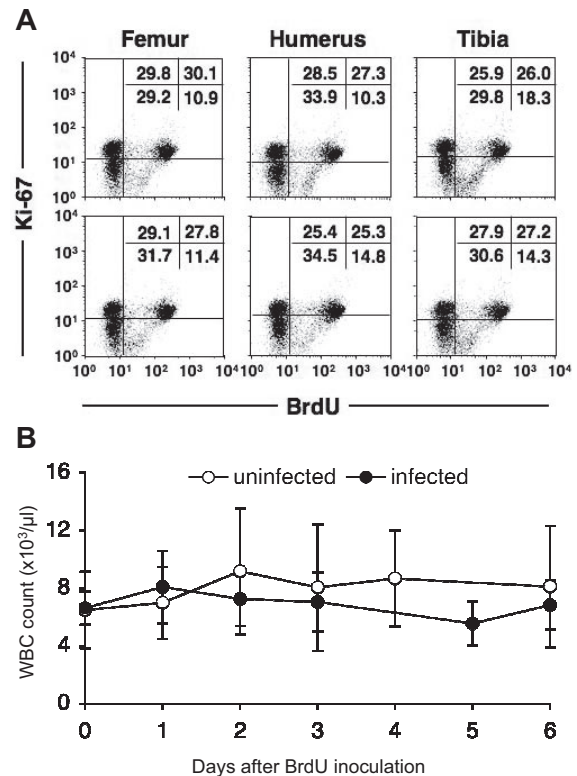 A
Femur Humerus Tibia
Ki-67
10⁴
10³
10²
10¹
10⁰
29.8 30.1
29.2 10.9
28.5 27.3
33.9 10.3
25.9 26.0
29.8 18.3
10⁴
10³
10²
10¹
10⁰
29.1 27.8
31.7 11.4
25.4 25.3
34.5 14.8
27.9 27.2
30.6 14.3
10⁰ 10¹ 10² 10³ 10⁴ 10⁰ 10¹ 10² 10³ 10⁴ 10⁰ 10¹ 10² 10³ 10⁴
BrdU
B
WBC count (x10³/µl)
16
12
8
4
0
uninfected infected
0 1 2 3 4 5 6
Days after BrdU inoculation